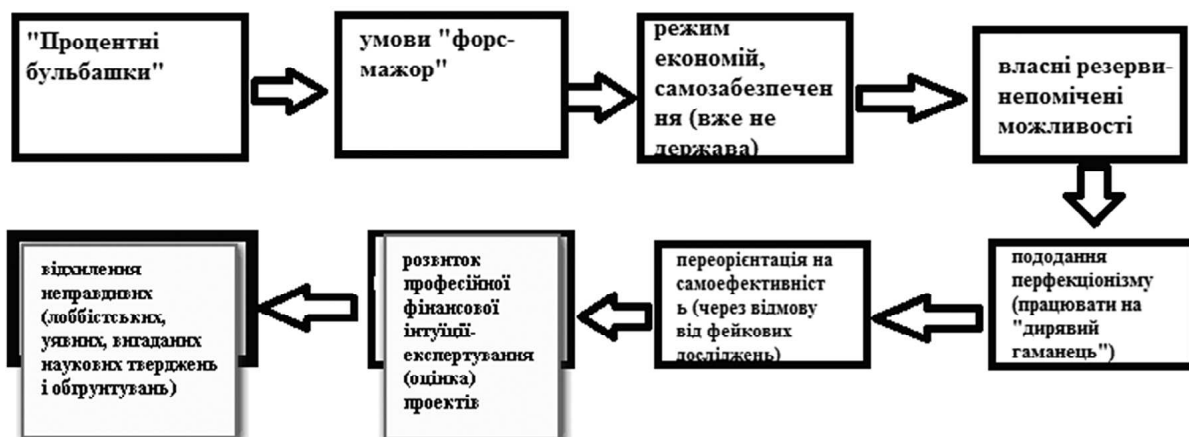 "Процентні
бульбашки"
умови "форс-
мажор"
режим
економій,
самозабезпечен
ня (вже не
держава)
власні резерви-
непомічені
можливості
пододання
перфекціонізму
(працювати на
"дирявий
гаманець")
переорієнтація на
самоефективніст
ь (через відмову
від фейкових
досліджень)
розвиток
професійної
фінансової
інтуїції-
експертування
(оцінка)
проектів
відхилення
неправдивих
(лоббістських,
уявних, вигаданих
наукових тверджень
і обґрунтувань)